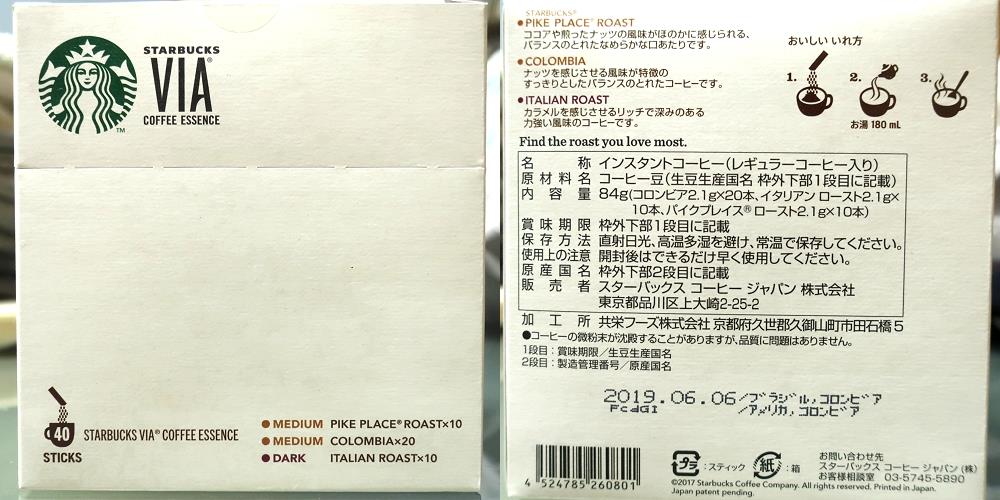 STARBUCKS
VIA®
COFFEE ESSENCE
TM
40
STICKS
STARBUCKS VIA® COFFEE ESSENCE
●MEDIUM PIKE PLACE® ROAST×10
●MEDIUM COLOMBIA×20
●DARK ITALIAN ROAST×10
STARBUCKS®
●PIKE PLACE® ROAST
ココアや煎ったナッツの風味がほのかに感じられる、
バランスのとれたなめらかな口あたりです。
●COLOMBIA
ナッツを感じさせる風味が特徴の
すっきりとしたバランスのとれたコーヒーです。
●ITALIAN ROAST
カラメルを感じさせるリッチで深みのある
力強い風味のコーヒーです。
おいしい いれ方
1. 2. 3.
お湯 180 mL
Find the roast you love most.
名称 インスタントコーヒー(レギュラーコーヒー入り)
原材料名 コーヒー豆(生豆生産国名 枠外下部1段目に記載)
内容量 84g(コロンビア2.1g×20本、イタリアン ロースト2.1g×
10本、パイクプレイス® ロースト2.1g×10本)
賞味期限 枠外下部1段目に記載
保存方法 直射日光、高温多湿を避け、常温で保存してください。
使用上の注意 開封後はできるだけ早く使用してください。
原産国名 枠外下部2段目に記載
販売者 スターバックス コーヒー ジャパン 株式会社
東京都品川区上大崎2-25-2
加工所 共栄フーズ株式会社 京都府久世郡久御山町市田石橋5
●コーヒーの微粉末が沈殿することがありますが、品質に問題はありません。
1段目:賞味期限/生豆生産国名
2段目:製造管理番号/原産国名
2019.06.06/ブラジル,コロンビア
FcdGI /アメリカ,コロンビア
4 524785 260801
プラ:スティック 紙:箱
お問い合わせ先
スターバックス コーヒー ジャパン(株)
お客様相談室 03-5745-5890
©2017 Starbucks Coffee Company. All rights reserved. Printed in Japan.
Japan patent pending.